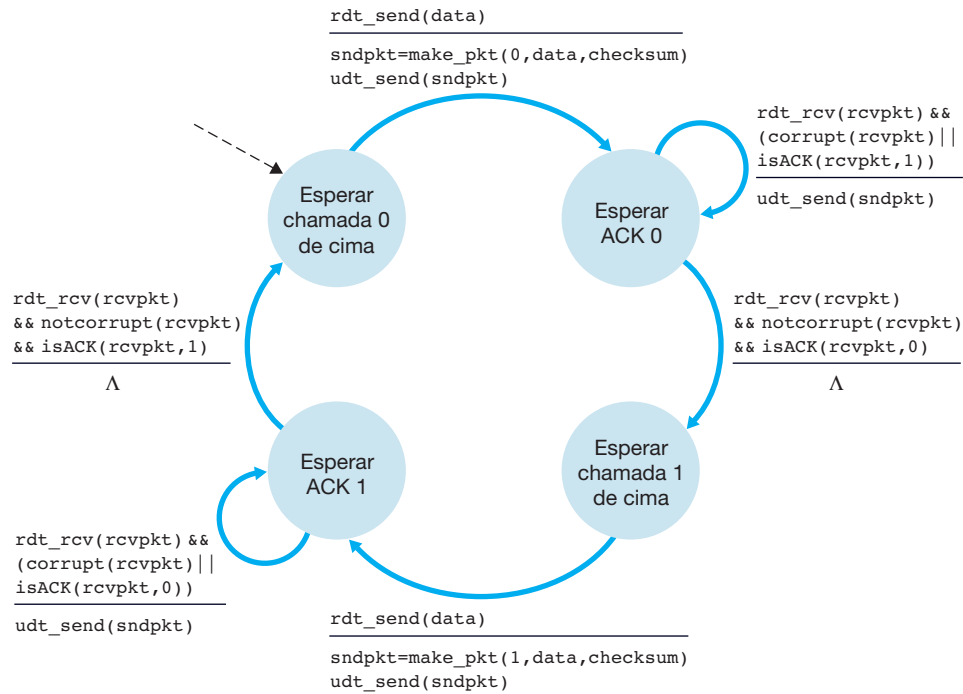 rdt_send(data)
sndpkt=make_pkt(0,data,checksum)
udt_send(sndpkt)
rdt_rcv(rcvpkt) &&
(corrupt(rcvpkt)||
isACK(rcvpkt,1))
udt_send(sndpkt)
Esperar
chamada 0
de cima
Esperar
ACK 0
rdt_rcv(rcvpkt)
&& notcorrupt(rcvpkt)
&& isACK(rcvpkt,1)
Λ
rdt_rcv(rcvpkt)
&& notcorrupt(rcvpkt)
&& isACK(rcvpkt,0)
Λ
Esperar
ACK 1
Esperar
chamada 1
de cima
rdt_rcv(rcvpkt) &&
(corrupt(rcvpkt)||
isACK(rcvpkt,0))
udt_send(sndpkt)
rdt_send(data)
sndpkt=make_pkt(1,data,checksum)
udt_send(sndpkt)